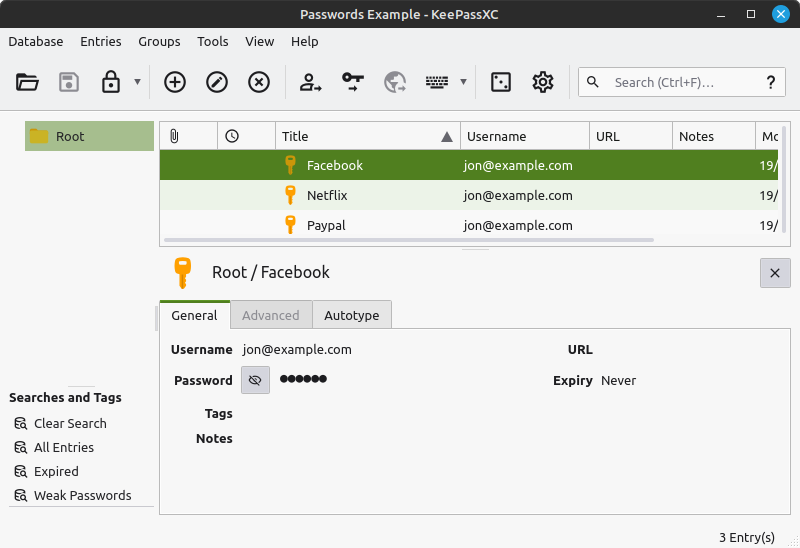 Passwords Example - KeePassXC
Database Entries Groups Tools View Help
Search (Ctrl+F)... ?
Root
Title Username URL Notes Mo
Facebook jon@example.com 19/
Netflix jon@example.com 19/
Paypal jon@example.com 19/
Root / Facebook
General Advanced Autotype
Username jon@example.com URL
Password ●●●●●● Expiry Never
Tags
Notes
Searches and Tags
Clear Search
All Entries
Expired
Weak Passwords
3 Entry(s)